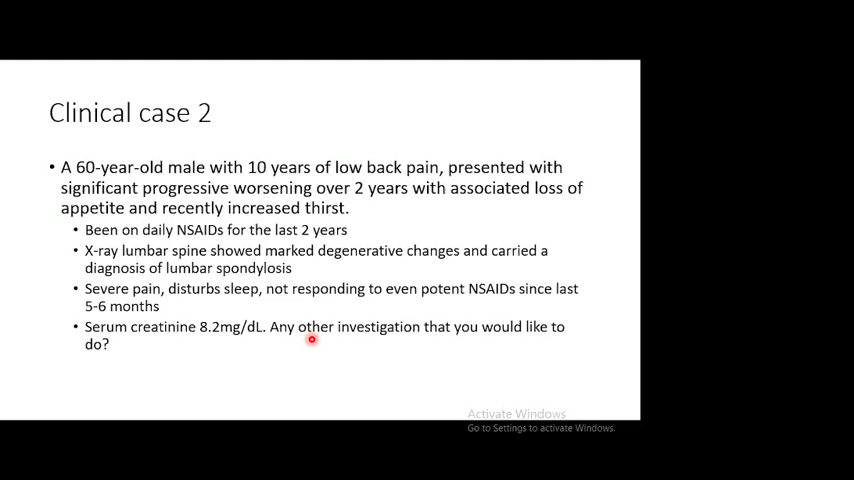 Clinical case 2
• A 60-year-old male with 10 years of low back pain, presented with
significant progressive worsening over 2 years with associated loss of
appetite and recently increased thirst.
• Been on daily NSAIDs for the last 2 years
• X-ray lumbar spine showed marked degenerative changes and carried a
diagnosis of lumbar spondylosis
• Severe pain, disturbs sleep, not responding to even potent NSAIDs since last
5-6 months
• Serum creatinine 8.2mg/dL. Any other investigation that you would like to
do?
Activate Windows
Go to Settings to activate Windows.